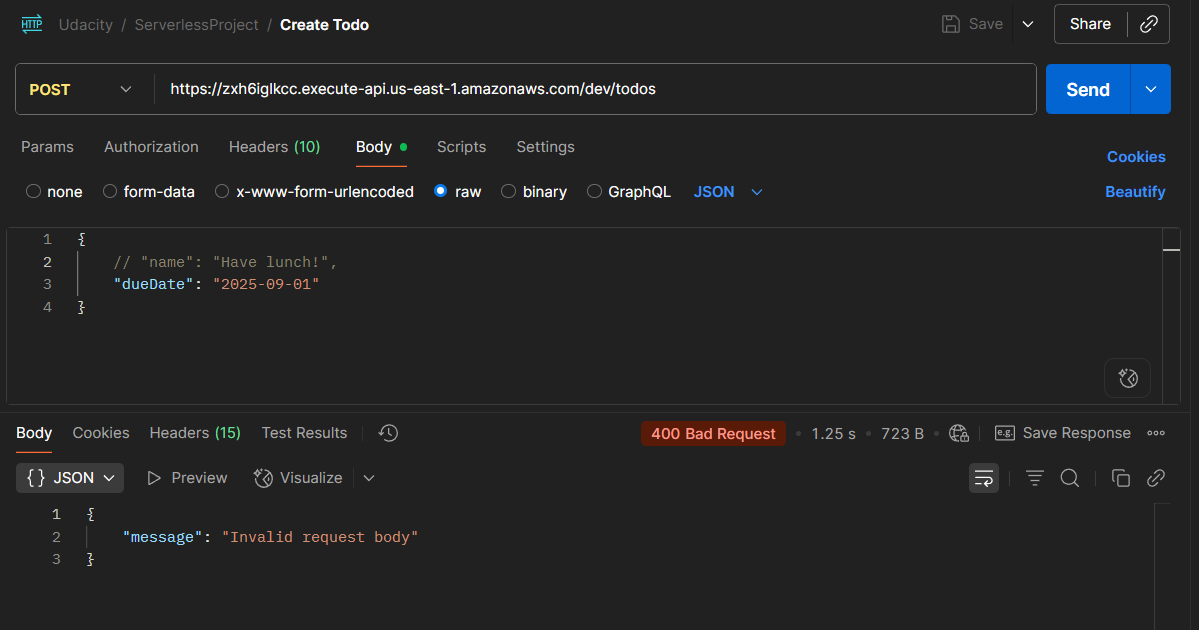 HTTP Udacity / ServerlessProject / Create Todo Save Share
POST https://zxh6iglkcc.execute-api.us-east-1.amazonaws.com/dev/todos Send
Params Authorization Headers (10) Body Scripts Settings Cookies
none form-data x-www-form-urlencoded raw binary GraphQL JSON Beautify
1 {
2 // "name": "Have lunch!",
3 "dueDate": "2025-09-01"
4 }
Body Cookies Headers (15) Test Results 400 Bad Request 1.25 s 723 B e.g. Save Response
{} JSON Preview Visualize
1 {
2 "message": "Invalid request body"
3 }